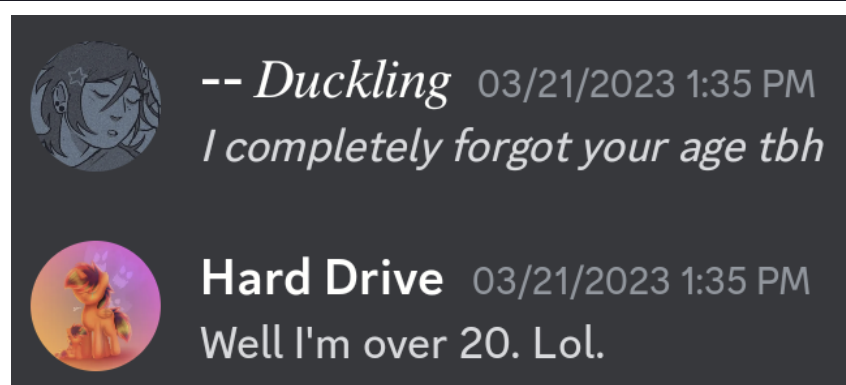 -- Duckling 03/21/2023 1:35 PM
I completely forgot your age tbh
Hard Drive 03/21/2023 1:35 PM
Well I'm over 20. Lol.